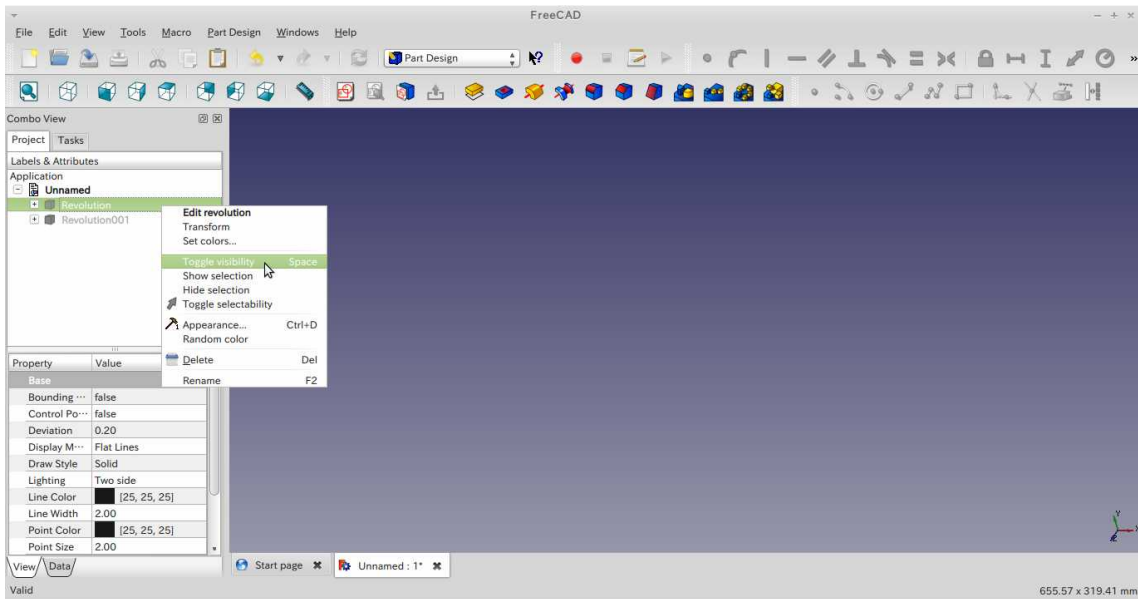 FreeCAD
File Edit View Tools Macro Part Design Windows Help
Part Design
Combo View
Project Tasks
Labels & Attributes
Application
Unnamed
Revolution
Revolution001
Edit revolution
Transform
Set colors...
Toggle visibility Space
Show selection
Hide selection
Toggle selectability
Appearance... Ctrl+D
Random color
Delete Del
Rename F2
Property Value
Base
Bounding ··· false
Control Po··· false
Deviation 0.20
Display M··· Flat Lines
Draw Style Solid
Lighting Two side
Line Color [25, 25, 25]
Line Width 2.00
Point Color [25, 25, 25]
Point Size 2.00
View Data
Start page
Unnamed : 1*
Valid
655.57 x 319.41 mm
Y
X